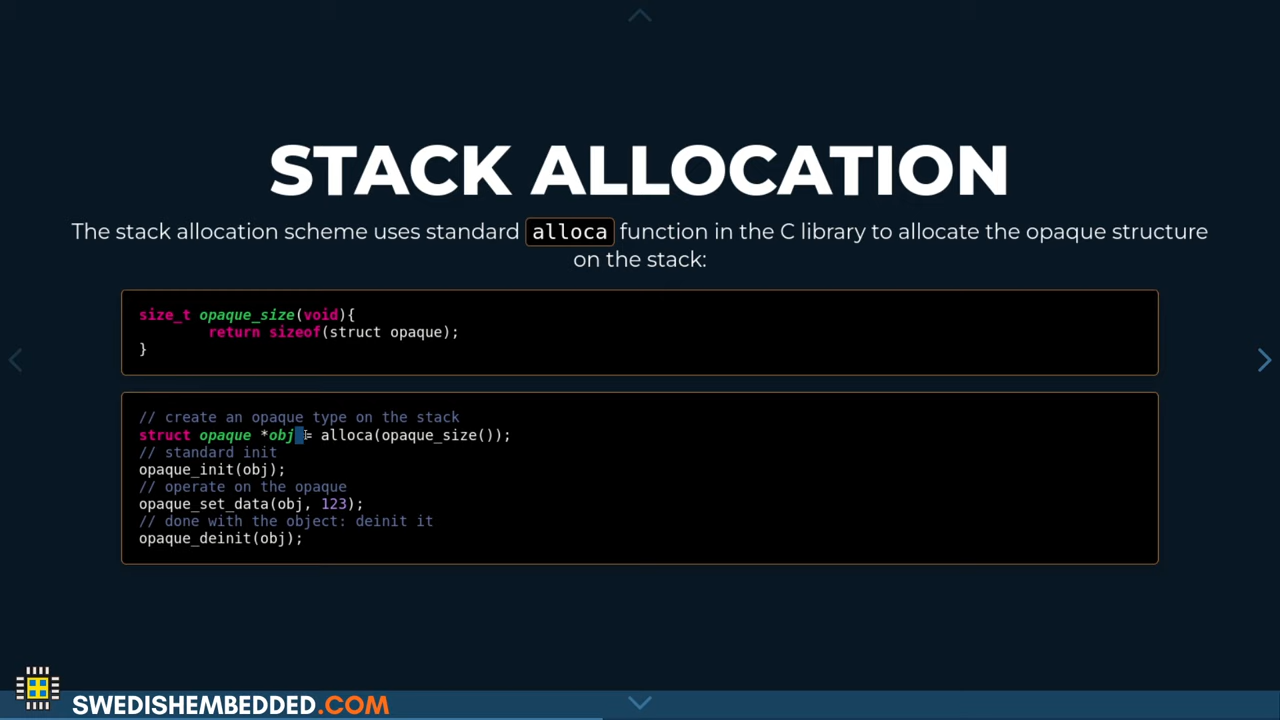 STACK ALLOCATION
The stack allocation scheme uses standard alloca function in the C library to allocate the opaque structure
on the stack:
size_t opaque_size(void){
        return sizeof(struct opaque);
}
// create an opaque type on the stack
struct opaque *obj = alloca(opaque_size());
// standard init
opaque_init(obj);
// operate on the opaque
opaque_set_data(obj, 123);
// done with the object: deinit it
opaque_deinit(obj);
SWEDISHEMBEDDED.COM